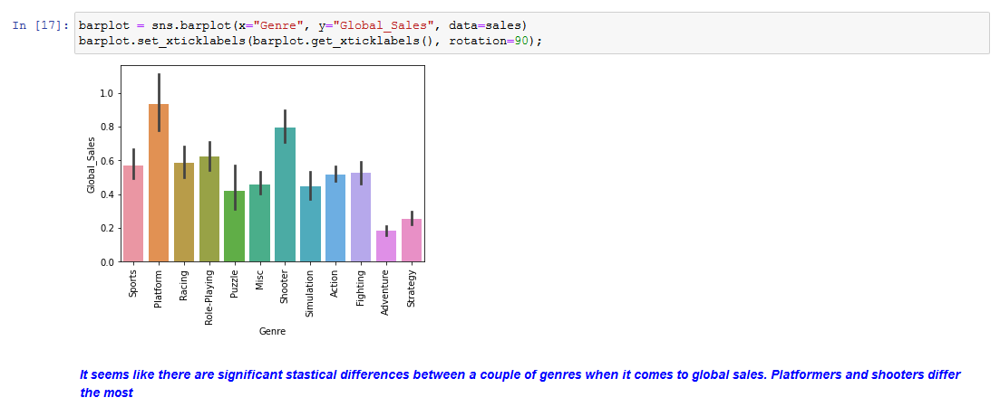 In [17]: barplot = sns.barplot(x="Genre", y="Global_Sales", data=sales)
barplot.set_xticklabels(barplot.get_xticklabels(), rotation=90);
1.0
0.8
0.6
0.4
0.2
0.0
Global_Sales
Sports
Platform
Racing
Role-Playing
Puzzle
Misc
Shooter
Simulation
Action
Fighting
Adventure
Strategy
Genre
It seems like there are significant stastical differences between a couple of genres when it comes to global sales. Platformers and shooters differ
the most